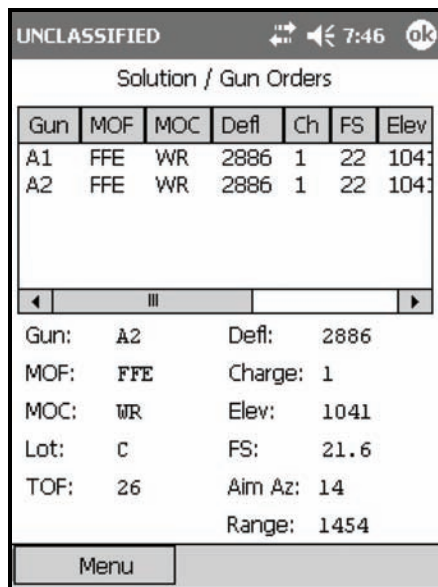 UNCLASSIFIED 7:46 ok
Solution / Gun Orders
Gun MOF MOC Defl Ch FS Elev
A1 FFE WR 2886 1 22 1041
A2 FFE WR 2886 1 22 1041
Gun: A2 Defl: 2886
MOF: FFE Charge: 1
MOC: WR Elev: 1041
Lot: C FS: 21.6
TOF: 26 Aim Az: 14
Range: 1454
Menu